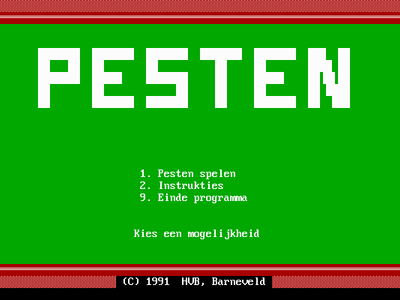 PESTEN
1. Pesten spelen
2. Instrukties
9. Einde programma
Kies een mogelijkheid
(C) 1991  HVB, Barneveld